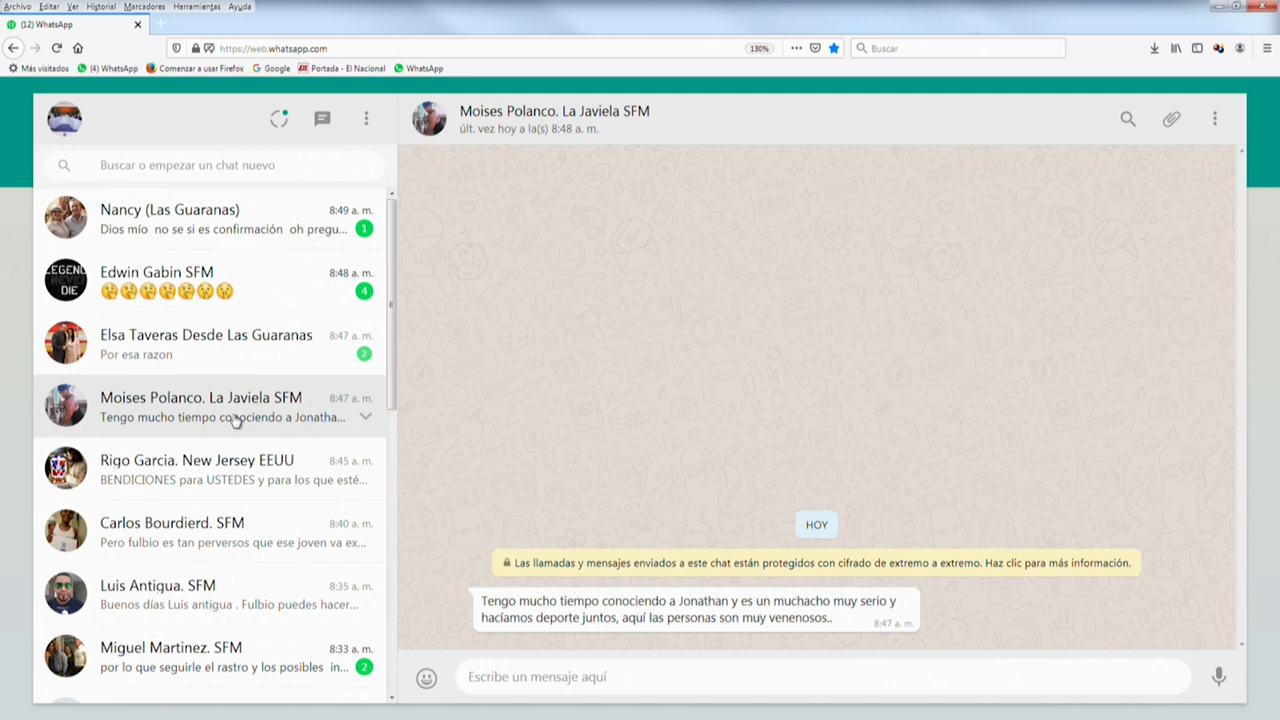 Archivo Editar Ver Historial Marcadores Herramientas Ayuda
(12) WhatsApp
https://web.whatsapp.com
130%
Buscar
Más visitados (4) WhatsApp Comenzar a usar Firefox Google Portada - El Nacional WhatsApp
Buscar o empezar un chat nuevo
Nancy (Las Guaranas) 8:49 a. m.
Dios mío no se si es confirmación oh pregu... 1
LEGEND
NEVER
DIE
Edwin Gabin SFM 8:48 a. m.
🤔🤔🤔🤔🤔🤔🤔 4
Elsa Taveras Desde Las Guaranas 8:47 a. m.
Por esa razon 2
Moises Polanco. La Javiela SFM 8:47 a. m.
Tengo mucho tiempo conociendo a Jonatha...
Rigo Garcia. New Jersey EEUU 8:45 a. m.
BENDICIONES para USTEDES y para los que esté...
Carlos Bourdierd. SFM 8:40 a. m.
Pero fulbio es tan perversos que ese joven va ex...
Luis Antigua. SFM 8:35 a. m.
Buenos días Luis antigua . Fulbio puedes hacer...
Miguel Martinez. SFM 8:33 a. m.
por lo que seguirle el rastro y los posibles in... 2
Moises Polanco. La Javiela SFM
últ. vez hoy a la(s) 8:48 a. m.
HOY
Las llamadas y mensajes enviados a este chat están protegidos con cifrado de extremo a extremo. Haz clic para más información.
Tengo mucho tiempo conociendo a Jonathan y es un muchacho muy serio y
hacíamos deporte juntos, aquí las personas son muy venenosos..
8:47 a. m.
Escribe un mensaje aquí